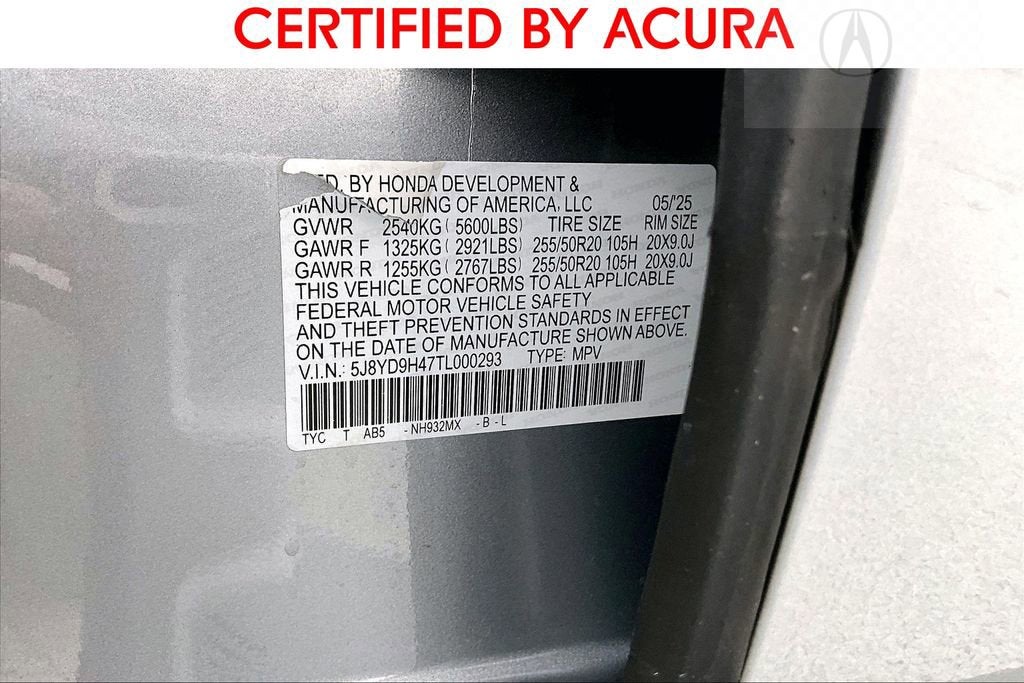 CERTIFIED BY ACURA
BY HONDA DEVELOPMENT &
MANUFACTURING OF AMERICA, LLC 05/'25
GVWR 2540KG ( 5600LBS) TIRE SIZE RIM SIZE
GAWR F 1325KG ( 2921LBS) 255/50R20 105H 20X9.0J
GAWR R 1255KG ( 2767LBS) 255/50R20 105H 20X9.0J
THIS VEHICLE CONFORMS TO ALL APPLICABLE
FEDERAL MOTOR VEHICLE SAFETY
AND THEFT PREVENTION STANDARDS IN EFFECT
ON THE DATE OF MANUFACTURE SHOWN ABOVE.
V.I.N.: 5J8YD9H47TL000293 TYPE: MPV
TYC T AB5 - NH932MX - B - L